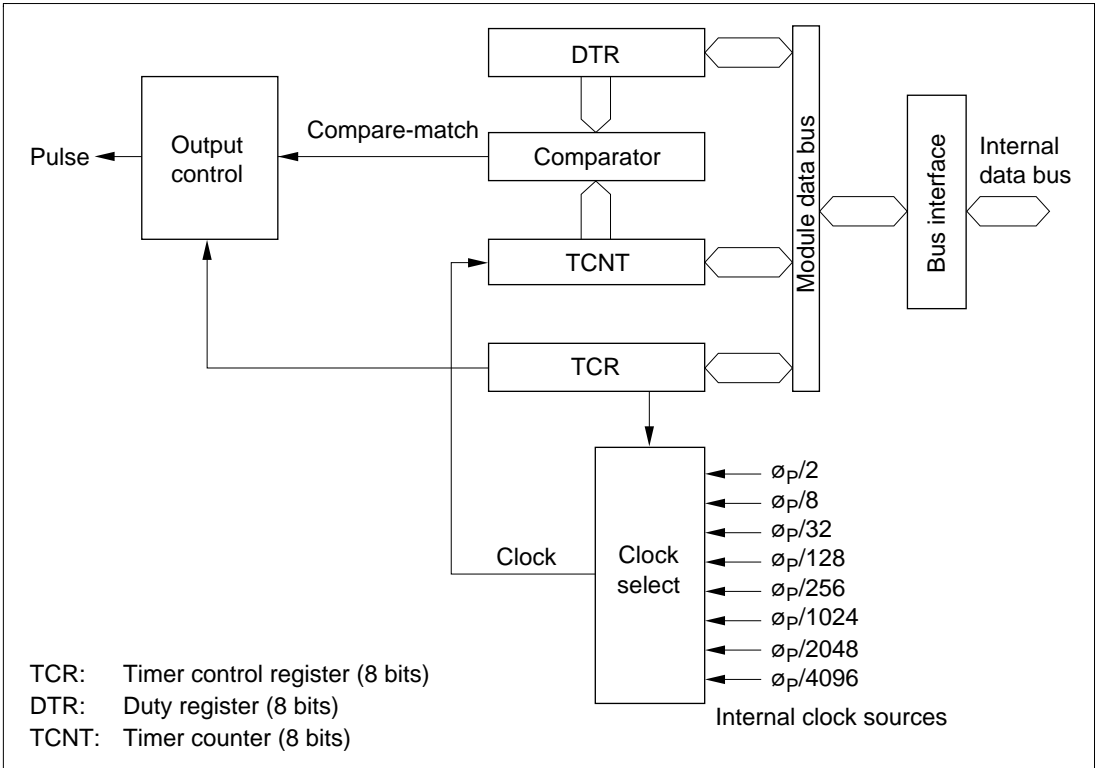 DTR
Compare-match
Pulse
Output
control
Comparator
Module data bus
Bus interface
Internal
data bus
TCNT
TCR
øP/2
øP/8
øP/32
øP/128
øP/256
øP/1024
øP/2048
øP/4096
Clock
Clock
select
Internal clock sources
TCR: Timer control register (8 bits)
DTR: Duty register (8 bits)
TCNT: Timer counter (8 bits)